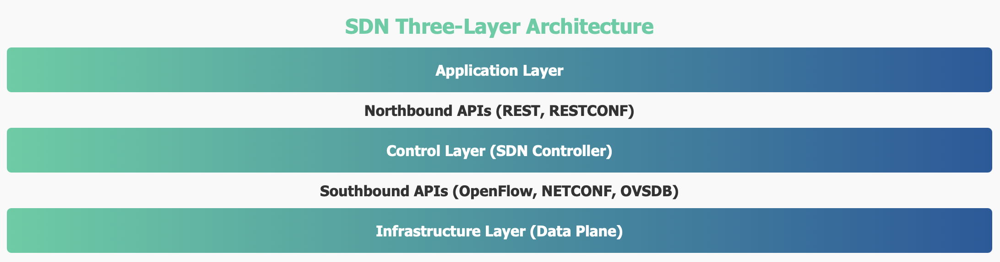 SDN Three-Layer Architecture
Application Layer
Northbound APIs (REST, RESTCONF)
Control Layer (SDN Controller)
Southbound APIs (OpenFlow, NETCONF, OVSDB)
Infrastructure Layer (Data Plane)